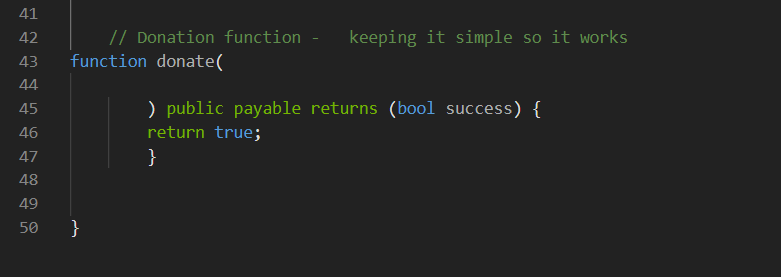 41
42 // Donation function - keeping it simple so it works
43 function donate(
44
45 ) public payable returns (bool success) {
46 return true;
47 }
48
49
50 }